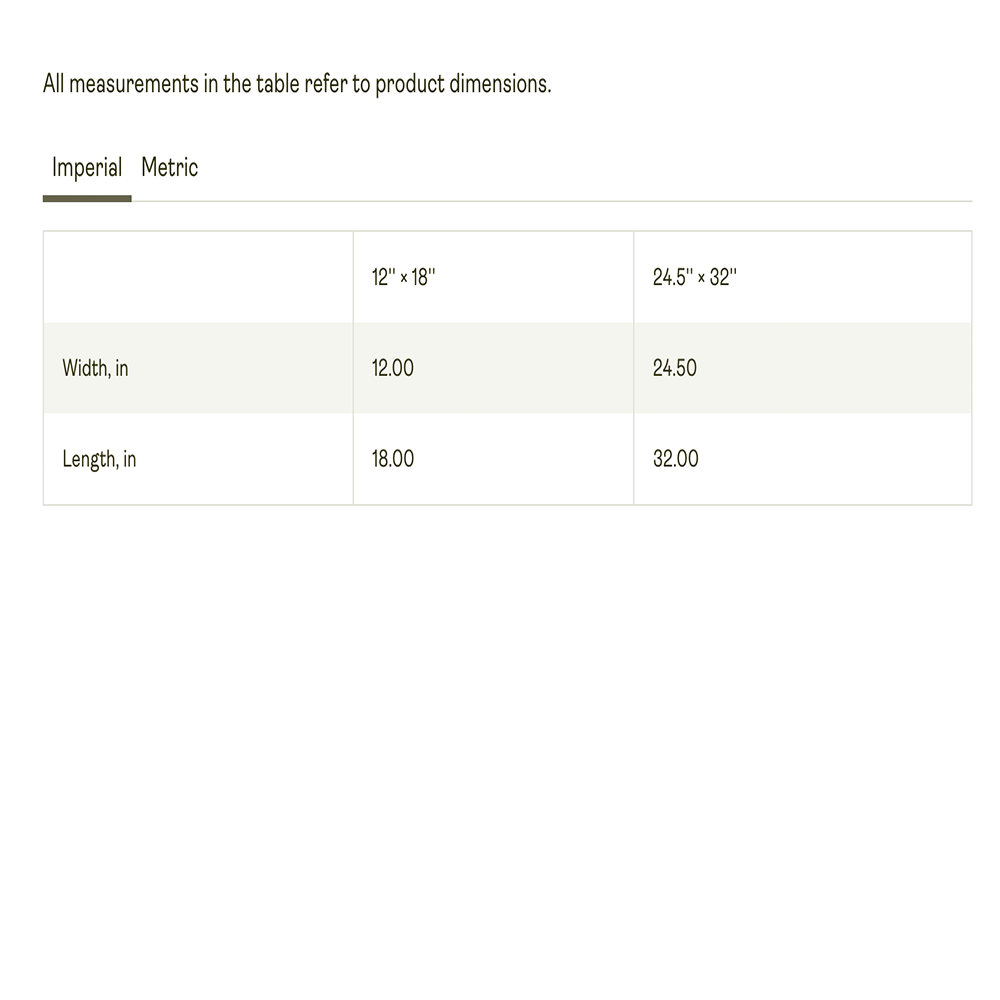 All measurements in the table refer to product dimensions.
Imperial Metric
12" × 18" 24.5" × 32"
Width, in 12.00 24.50
Length, in 18.00 32.00